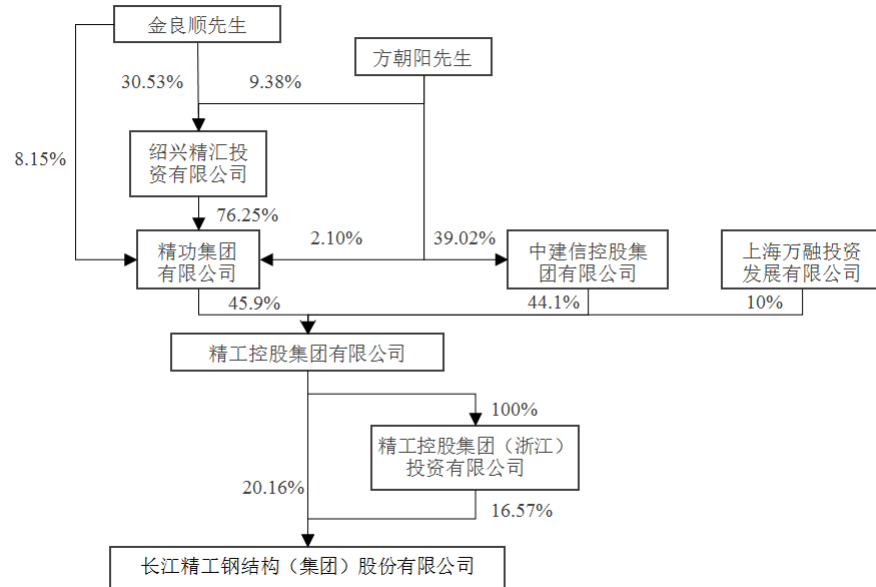 金良顺先生
方朝阳先生
30.53%
9.38%
8.15%
绍兴精汇投
资有限公司
76.25%
精功集团
有限公司
2.10%
39.02%
中建信控股集
团有限公司
上海万融投资
发展有限公司
45.9%
44.1%
10%
精工控股集团有限公司
100%
精工控股集团（浙江）
投资有限公司
20.16%
16.57%
长江精工钢结构（集团）股份有限公司